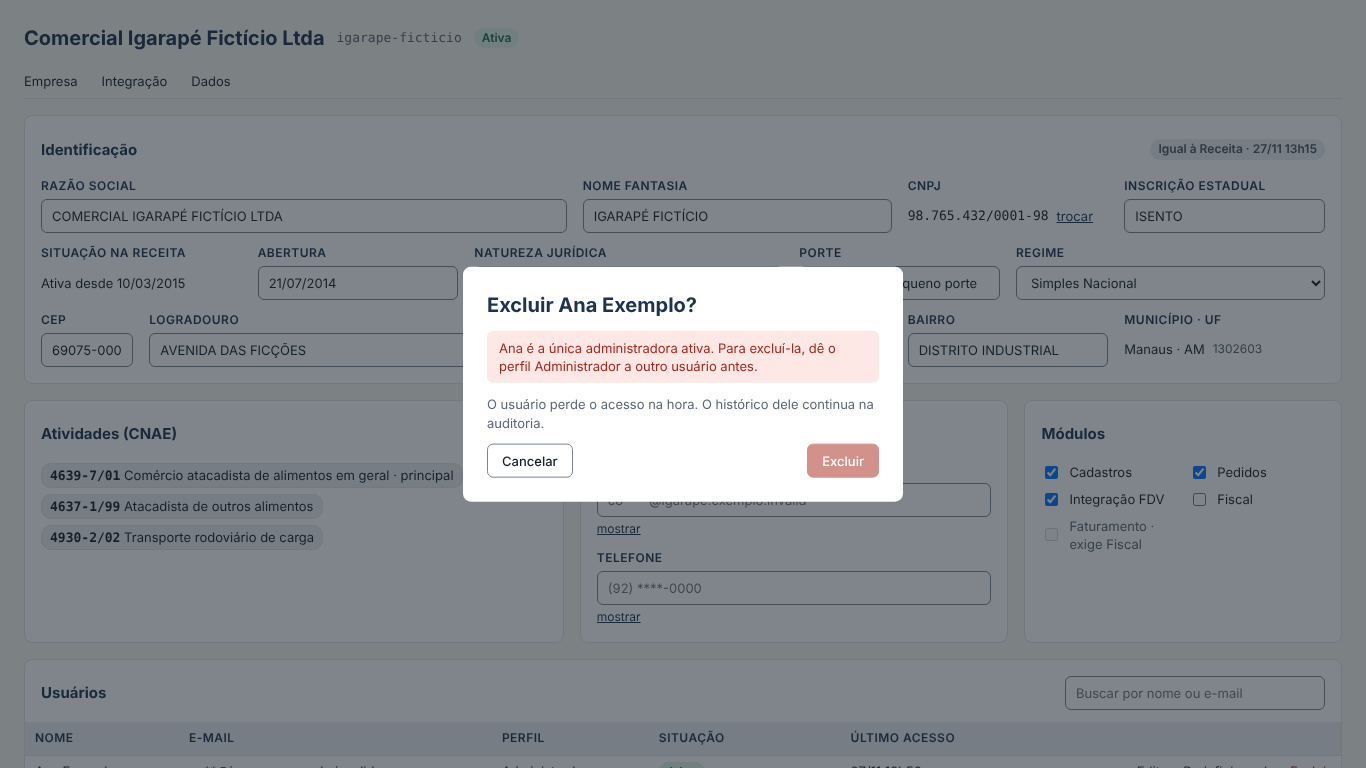 Comercial Igarapé Fictício Ltda igarape-ficticio Ativa
Empresa Integração Dados
Identificação Igual à Receita · 27/11 13h15
RAZÃO SOCIAL NOME FANTASIA CNPJ INSCRIÇÃO ESTADUAL
COMERCIAL IGARAPÉ FICTÍCIO LTDA IGARAPÉ FICTÍCIO 98.765.432/0001-98 trocar ISENTO
SITUAÇÃO NA RECEITA ABERTURA NATUREZA JURÍDICA PORTE REGIME
Ativa desde 10/03/2015 21/07/2014 queno porte Simples Nacional
CEP LOGRADOURO BAIRRO MUNICÍPIO · UF
69075-000 AVENIDA DAS FICÇÕES DISTRITO INDUSTRIAL Manaus · AM 1302603
Excluir Ana Exemplo?
Ana é a única administradora ativa. Para excluí-la, dê o
perfil Administrador a outro usuário antes.
O usuário perde o acesso na hora. O histórico dele continua na
auditoria.
Cancelar Excluir
Atividades (CNAE)
4639-7/01 Comércio atacadista de alimentos em geral · principal
4637-1/99 Atacadista de outros alimentos
4930-2/02 Transporte rodoviário de carga
mostrar
TELEFONE
(92) ****-0000
mostrar
Módulos
Cadastros Pedidos
Integração FDV Fiscal
Faturamento ·
exige Fiscal
Usuários Buscar por nome ou e-mail
NOME E-MAIL PERFIL SITUAÇÃO ÚLTIMO ACESSO